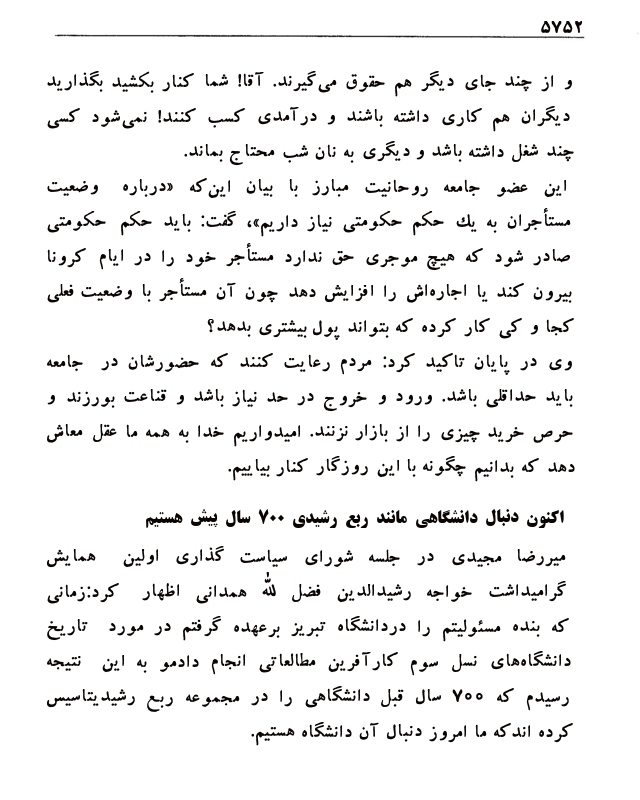 ۵۷۵۲
و از چند جای دیگر هم حقوق می‌گیرند. آقا! شما کنار بکشید بگذارید
دیگران هم کاری داشته باشند و درآمدی کسب کنند! نمی‌شود کسی
چند شغل داشته باشد و دیگری به نان شب محتاج بماند.
این عضو جامعه روحانیت مبارز با بیان این‌که «درباره وضعیت
مستأجران به یك حکم حکومتی نیاز داریم»، گفت: باید حکم حکومتی
صادر شود که هیچ موجری حق ندارد مستأجر خود را در ایام کرونا
بیرون کند یا اجاره‌اش را افزایش دهد چون آن مستأجر با وضعیت فعلی
کجا و کی کار کرده که بتواند پول بیشتری بدهد؟
وی در پایان تاکید کرد: مردم رعایت کنند که حضورشان در جامعه
باید حداقلی باشد. ورود و خروج در حد نیاز باشد و قناعت بورزند و
حرص خرید چیزی را از بازار نزنند. امیدواریم خدا به همه ما عقل معاش
دهد که بدانیم چگونه با این روزگار کنار بیاییم.
اکنون دنبال دانشگاهی مانند ربع رشیدی ۷۰۰ سال پیش هستیم
میررضا مجیدی در جلسه شورای سیاست گذاری اولین همایش
گرامیداشت خواجه رشیدالدین فضل لله همدانی اظهار کرد:زمانی
که بنده مسئولیتم را دردانشگاه تبریز برعهده گرفتم در مورد تاریخ
دانشگاه‌های نسل سوم کارآفرین مطالعاتی انجام دادمو به این نتیجه
رسیدم که ۷۰۰ سال قبل دانشگاهی را در مجموعه ربع رشیدیتاسیس
کرده اندکه ما امروز دنبال آن دانشگاه هستیم.